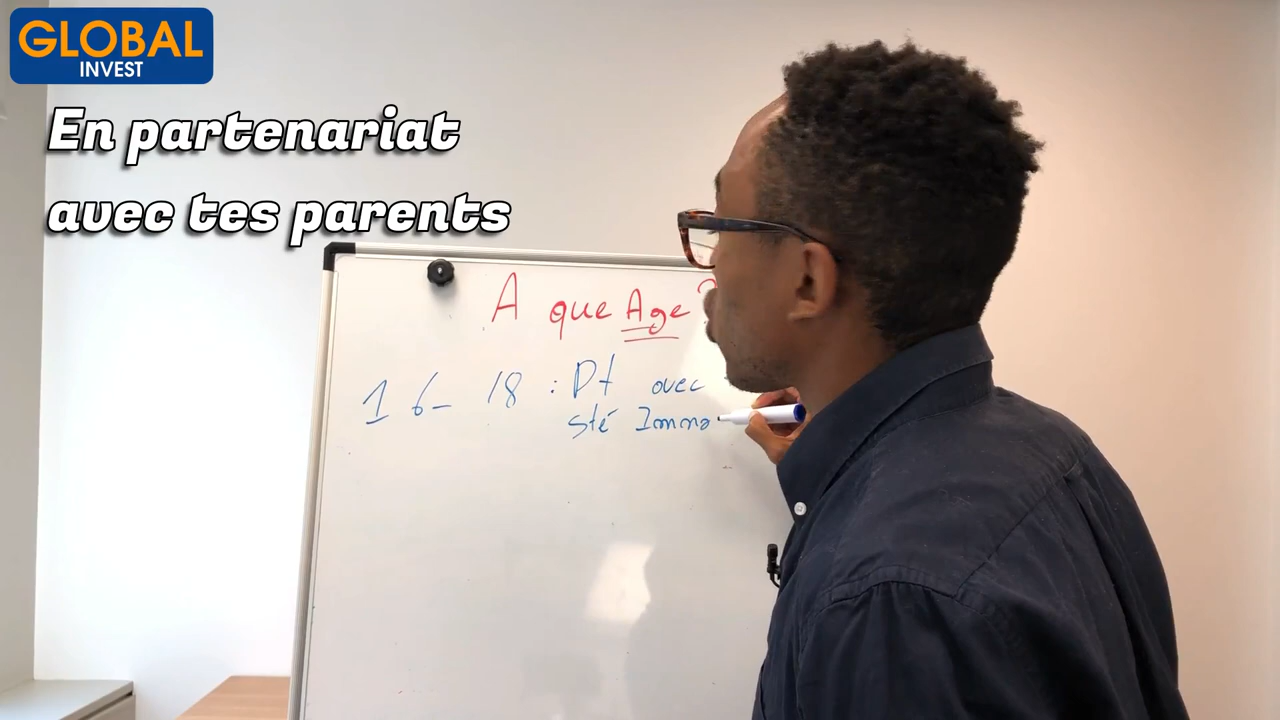 GLOBAL
INVEST
En partenariat
avec tes parents
A que Age ?
16- 18 : Pt avec
sté Immo